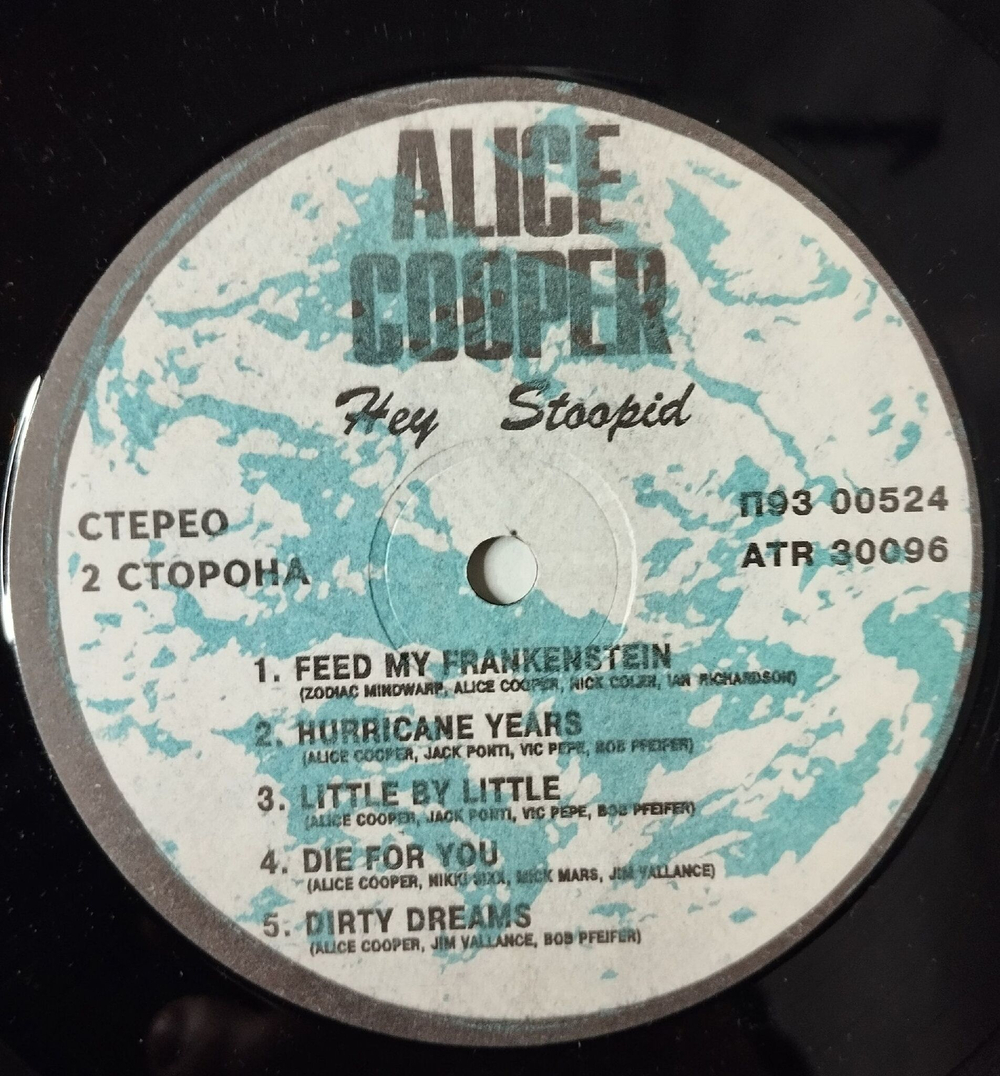 ALICE
COOPER
Hey Stoopid
СТЕРЕО
2 СТОРОНА
П93 00524
ATR 30096
1. FEED MY FRANKENSTEIN
(ZODIAC MINDWARP, ALICE COOPER, NICK COLER, IAN RICHARDSON)
2. HURRICANE YEARS
(ALICE COOPER, JACK PONTI, VIC PEPE, BOB PFEIFER)
3. LITTLE BY LITTLE
(ALICE COOPER, JACK PONTI, VIC PEPE, BOB PFEIFER)
4. DIE FOR YOU
(ALICE COOPER, NIKKI SIXX, MICK MARS, JIM VALLANCE)
5. DIRTY DREAMS
(ALICE COOPER, JIM VALLANCE, BOB PFEIFER)